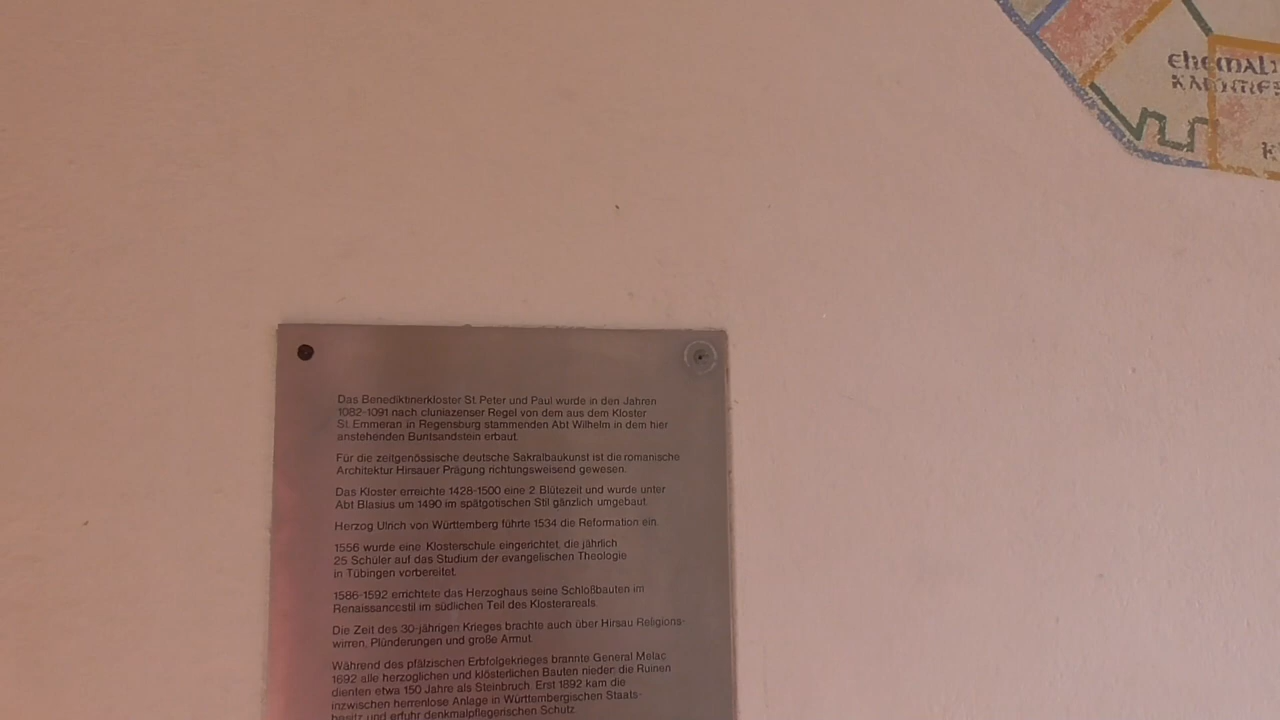 ehemal
Das Benediktinerkloster St. Peter und Paul wurde in den Jahren
1082-1091 nach cluniazenser Regel von dem aus dem Kloster
St. Emmeran in Regensburg stammenden Abt Wilhelm in dem hier
anstehenden Buntsandstein erbaut.
Für die zeitgenössische deutsche Sakralbaukunst ist die romanische
Architektur Hirsauer Prägung richtungsweisend gewesen.
Das Kloster erreichte 1428-1500 eine 2. Blütezeit und wurde unter
Abt Blasius um 1490 im spätgotischen Stil gänzlich umgebaut.
Herzog Ulrich von Württemberg führte 1534 die Reformation ein.
1556 wurde eine Klosterschule eingerichtet, die jährlich
25 Schüler auf das Studium der evangelischen Theologie
in Tübingen vorbereitet.
1586-1592 errichtete das Herzoghaus seine Schloßbauten im
Renaissancestil im südlichen Teil des Klosterareals.
Die Zeit des 30-jährigen Krieges brachte auch über Hirsau Religions-
wirren, Plünderungen und große Armut.
Während des pfälzischen Erbfolgekrieges brannte General Melac
1692 alle herzoglichen und klösterlichen Bauten nieder; die Ruinen
dienten etwa 150 Jahre als Steinbruch. Erst 1892 kam die
inzwischen herrenlose Anlage in Württembergischen Staats-
besitz und erfuhr denkmalpflegerischen Schutz.